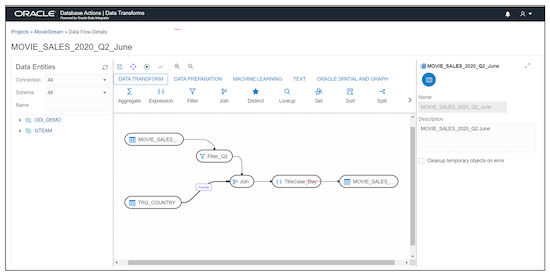 ORACLE Database Actions | Data Transforms
Powered by Oracle Data Integrator
Projects » MovieStream » Data Flow Details
MOVIE_SALES_2020_Q2_June
Data Entities
Connection All
Schema All
Name
ODI_DEMO
GTEAM
DATA TRANSFORM DATA PREPARATION MACHINE LEARNING TEXT ORACLE SPATIAL AND GRAPH
Aggregate Expression Filter Join Distinct Lookup Set Sort Split
MOVIE_SALES_...
Filter_Q2
Join
TitleCase_Day
MOVIE_SALES_...
TRG_COUNTRY
MOVIE_SALES_2020_Q2_June
Name
MOVIE_SALES_2020_Q2_June
Description
MOVIE_SALES_2020_Q2 June
Cleanup temporary objects on error